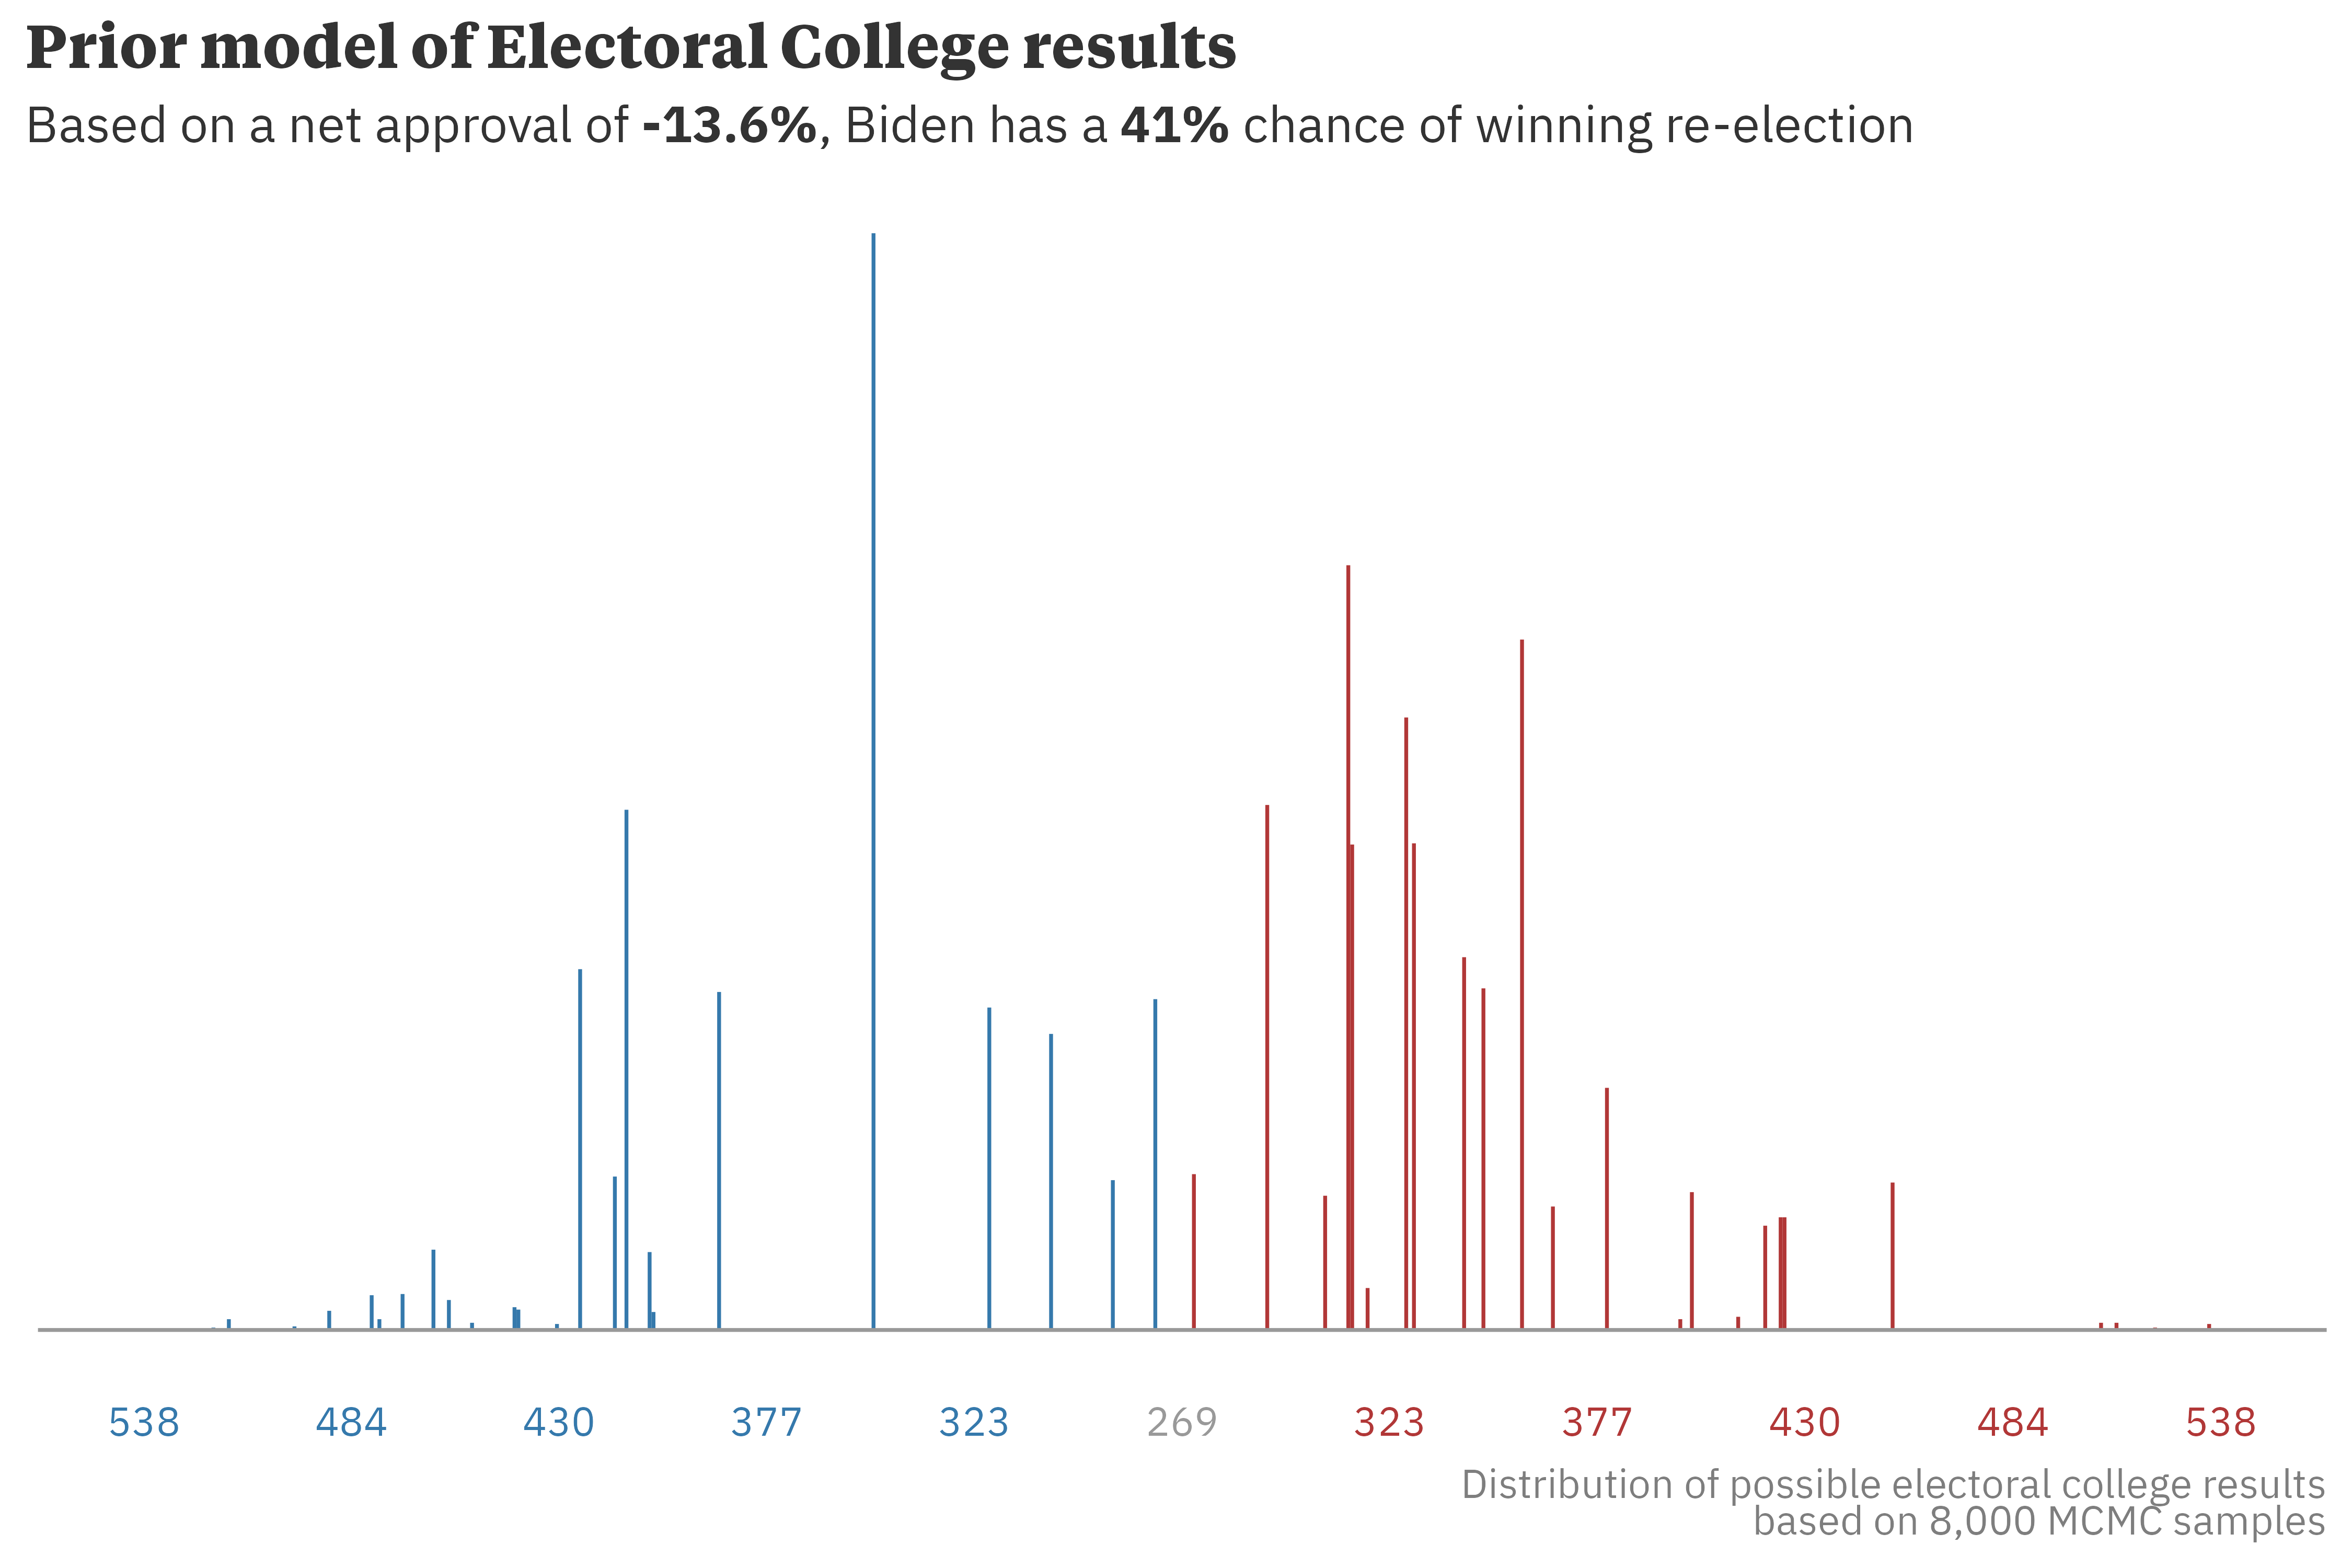 Prior model of Electoral College results
Based on a net approval of -13.6%, Biden has a 41% chance of winning re-election
538 484 430 377 323 269 323 377 430 484 538
Distribution of possible electoral college results
based on 8,000 MCMC samples